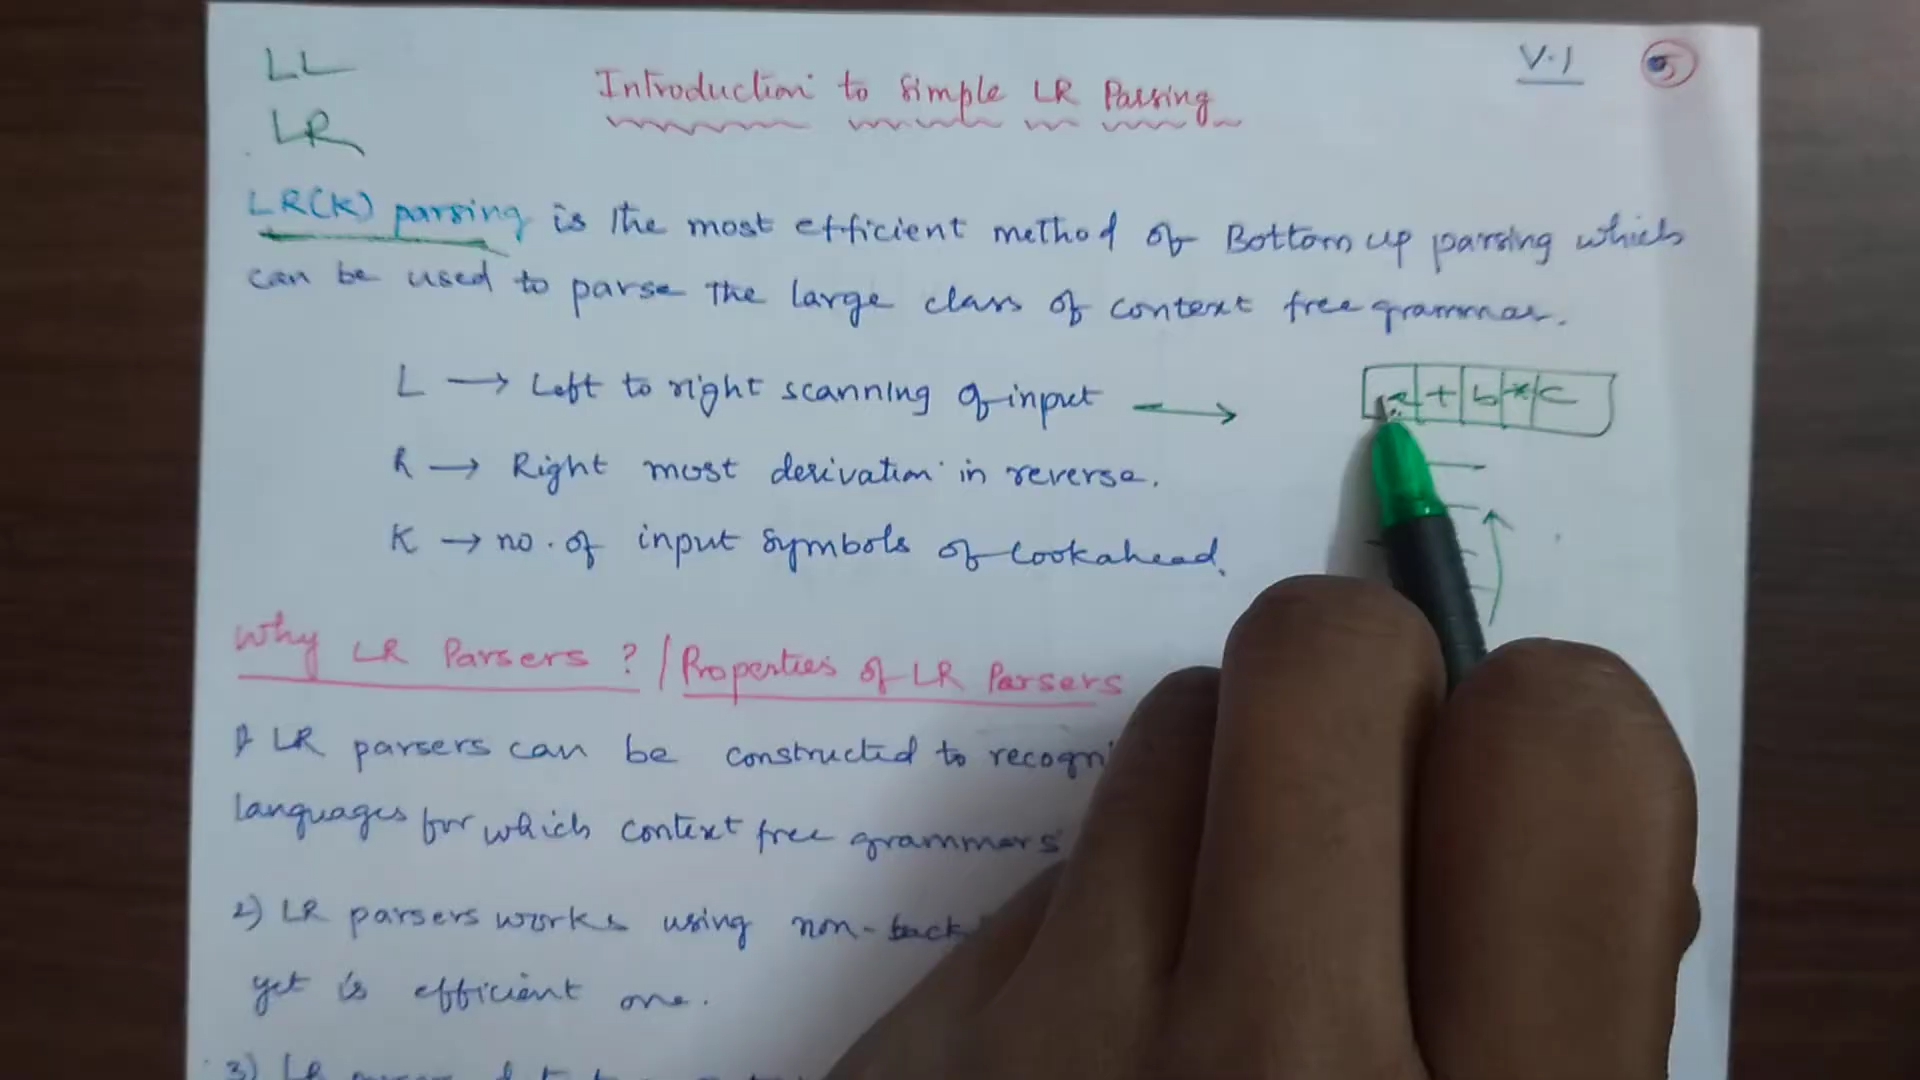 LL
LR
Introduction to Simple LR Parsing
V.1
5
LR(K) parsing is the most efficient method of Bottom up parsing which
can be used to parse the large class of context free grammar.
L → Left to right scanning of input →
a + b * c
R → Right most derivation in reverse.
K → no. of input symbols of lookahead.
Why LR Parsers ? / Properties of LR Parsers
1) LR parsers can be constructed to recogni
languages for which context free grammars
2) LR parsers works using non-back
yet is efficient one.
3) LR